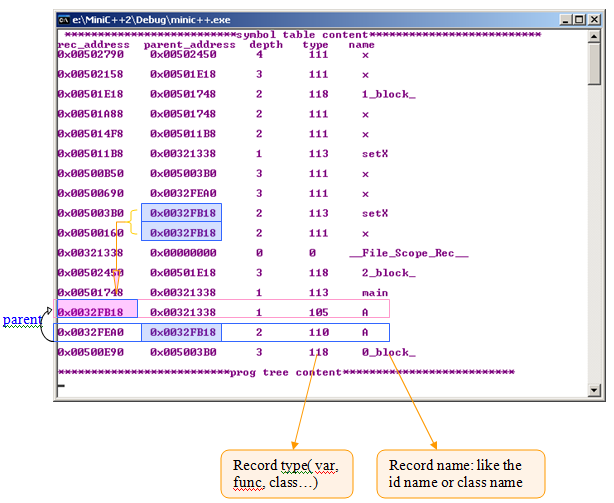 e:\MiniC++2\Debug\minic++.exe
**************************symbol table content**************************
rec_address parent_address depth type name
0x00502790 0x00502450 4 111 x
0x00502158 0x00501E18 3 111 x
0x00501E18 0x00501748 2 118 1_block_
0x00501A88 0x00501748 2 111 x
0x005014F8 0x005011B8 2 111 x
0x005011B8 0x00321338 1 113 setX
0x00500B50 0x005003B0 3 111 x
0x00500690 0x0032FEA0 3 111 x
0x005003B0 0x0032FB18 2 113 setX
0x00500160 0x0032FB18 2 111 x
0x00321338 0x00000000 0 0 __File_Scope_Rec__
0x00502450 0x00501E18 3 118 2_block_
0x00501748 0x00321338 1 113 main
0x0032FB18 0x00321338 1 105 A
parent
0x0032FEA0 0x0032FB18 2 110 A
0x00500E90 0x005003B0 3 118 0_block_
**************************prog tree content**************************
Record type( var,
func, class…)
Record name: like the
id name or class name